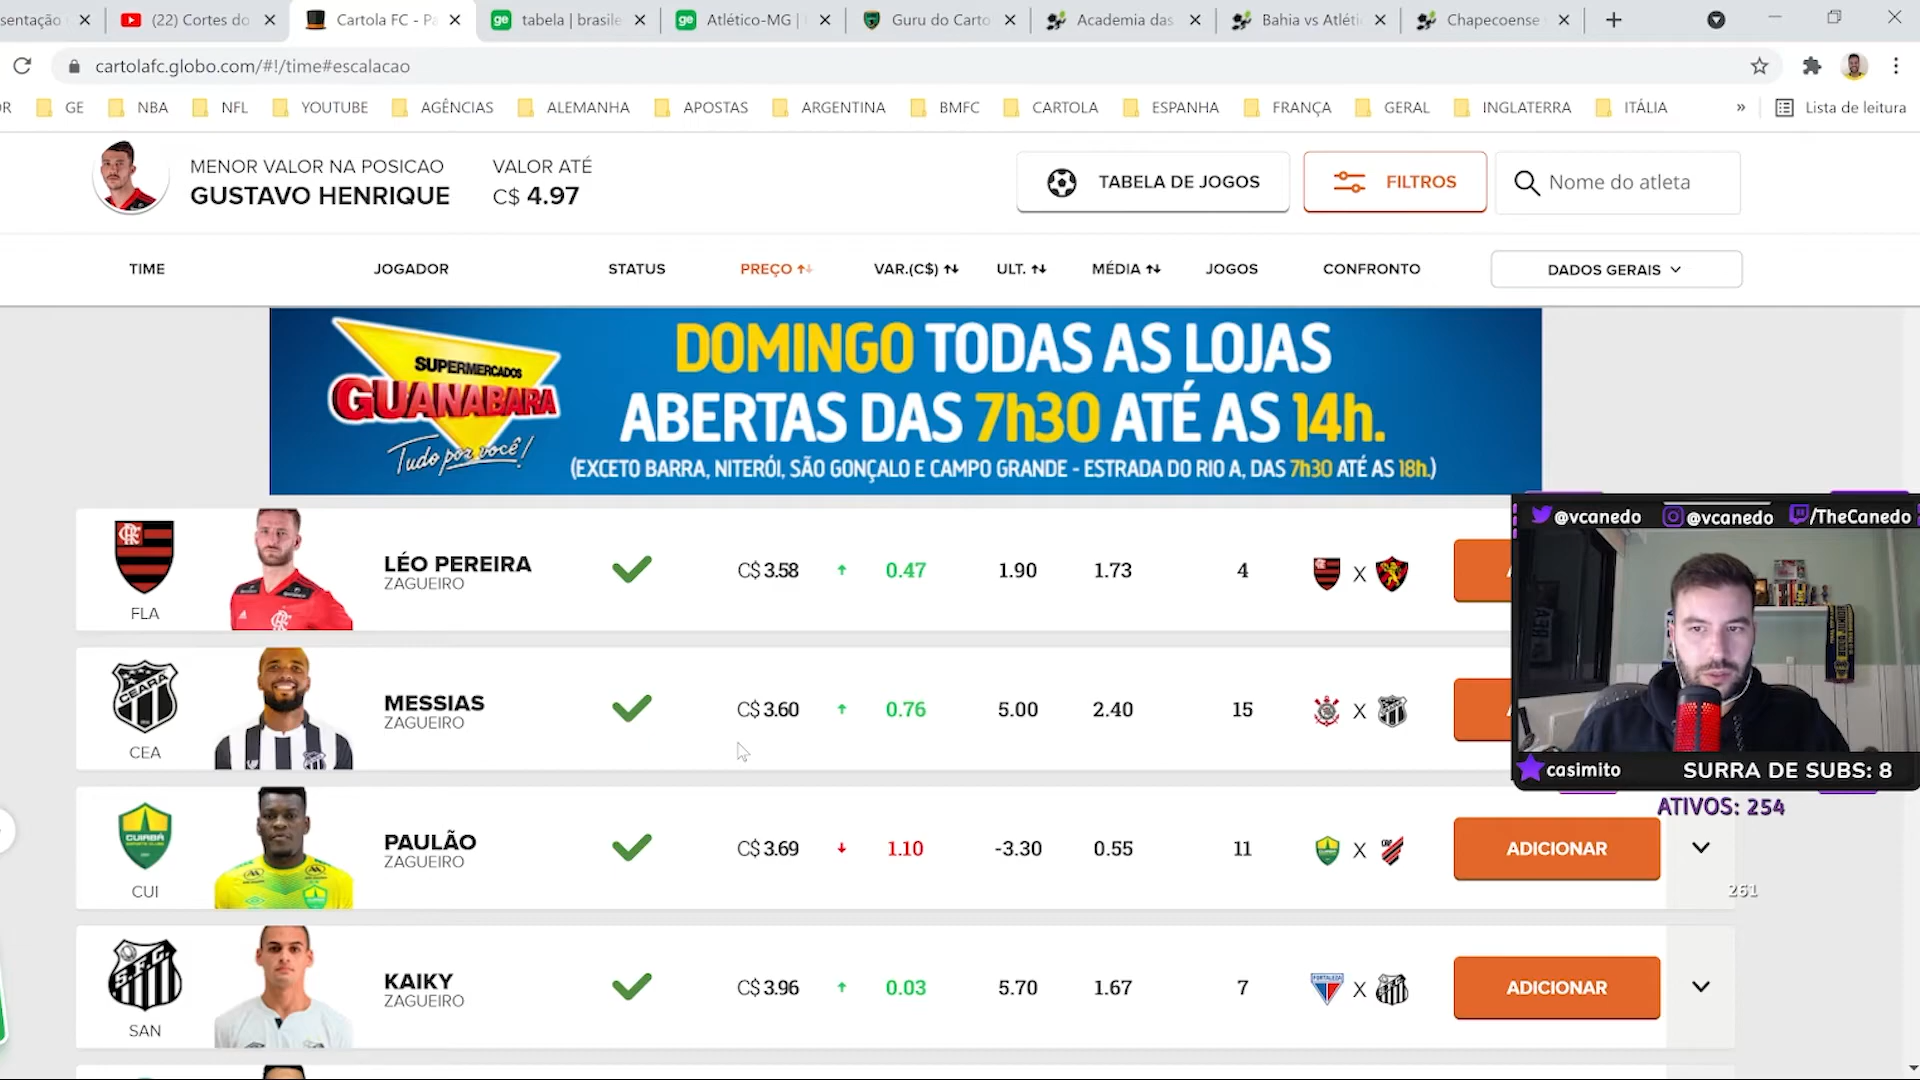 sentação
(22) Cortes do
Cartola FC - Pa
tabela | brasile
Atlético-MG |
Guru do Carto
Academia das
Bahia vs Atléti
Chapecoense
cartolafc.globo.com/#!/time#escalacao
OR GE NBA NFL YOUTUBE AGÊNCIAS ALEMANHA APOSTAS ARGENTINA BMFC CARTOLA ESPANHA FRANÇA GERAL INGLATERRA ITÁLIA » Lista de leitura
MENOR VALOR NA POSICAO
GUSTAVO HENRIQUE
VALOR ATÉ
C$ 4.97
TABELA DE JOGOS
FILTROS
Nome do atleta
TIME JOGADOR STATUS PREÇO VAR.(C$) ULT. MÉDIA JOGOS CONFRONTO DADOS GERAIS
SUPERMERCADOS
GUANABARA
Tudo por você!
DOMINGO TODAS AS LOJAS
ABERTAS DAS 7h30 ATÉ AS 14h.
(EXCETO BARRA, NITERÓI, SÃO GONÇALO E CAMPO GRANDE - ESTRADA DO RIO A, DAS 7h30 ATÉ AS 18h.)
FLA
LÉO PEREIRA
ZAGUEIRO
C$ 3.58 0.47 1.90 1.73 4 X
CEARÁ
CEA
MESSIAS
ZAGUEIRO
C$ 3.60 0.76 5.00 2.40 15 X
@vcanedo @vcanedo /TheCanedo
casimito SURRA DE SUBS: 8
ATIVOS: 254
CUIABÁ
CUI
PAULÃO
ZAGUEIRO
C$ 3.69 1.10 -3.30 0.55 11 X ADICIONAR
261
S.F.C.
SAN
KAIKY
ZAGUEIRO
C$ 3.96 0.03 5.70 1.67 7 FORTALEZA X ADICIONAR